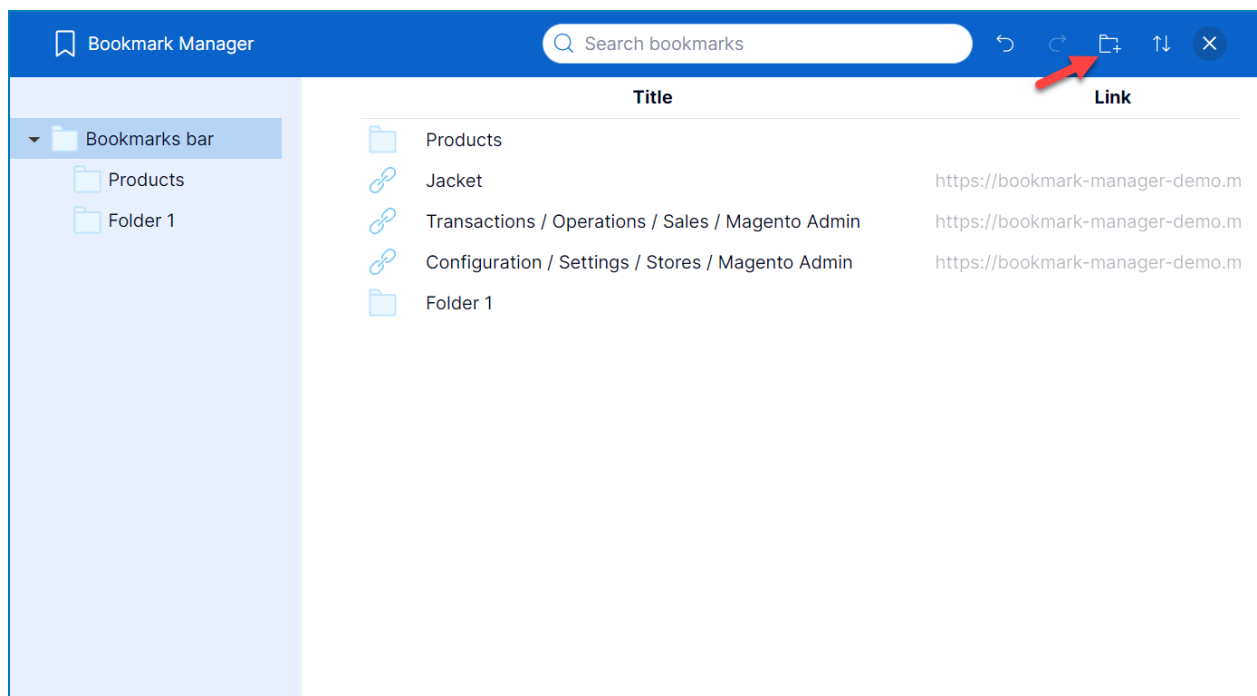 Bookmark Manager
Search bookmarks
Title Link
Bookmarks bar
Products
Folder 1
Products
Jacket https://bookmark-manager-demo.m
Transactions / Operations / Sales / Magento Admin https://bookmark-manager-demo.m
Configuration / Settings / Stores / Magento Admin https://bookmark-manager-demo.m
Folder 1